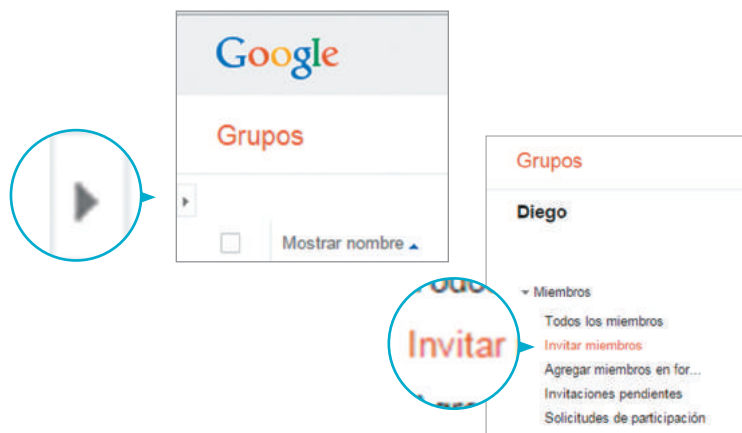 Google
Grupos
Mostrar nombre
Grupos
Diego
Miembros
Todos los miembros
Invitar
Invitar miembros
Agregar miembros en for...
Invitaciones pendientes
Solicitudes de participación